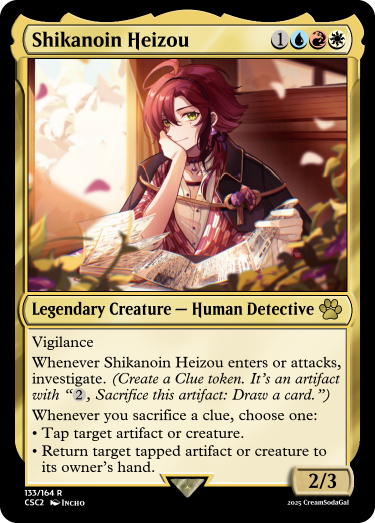 Shikanoin Heizou 1
Legendary Creature — Human Detective
Vigilance
Whenever Shikanoin Heizou enters or attacks,
investigate. (Create a Clue token. It's an artifact
with “2, Sacrifice this artifact: Draw a card.”)
Whenever you sacrifice a clue, choose one:
• Tap target artifact or creature.
• Return target tapped artifact or creature to
its owner's hand.
2/3
133/164 R
CSC2 Incho
2025 CreamSodaGal